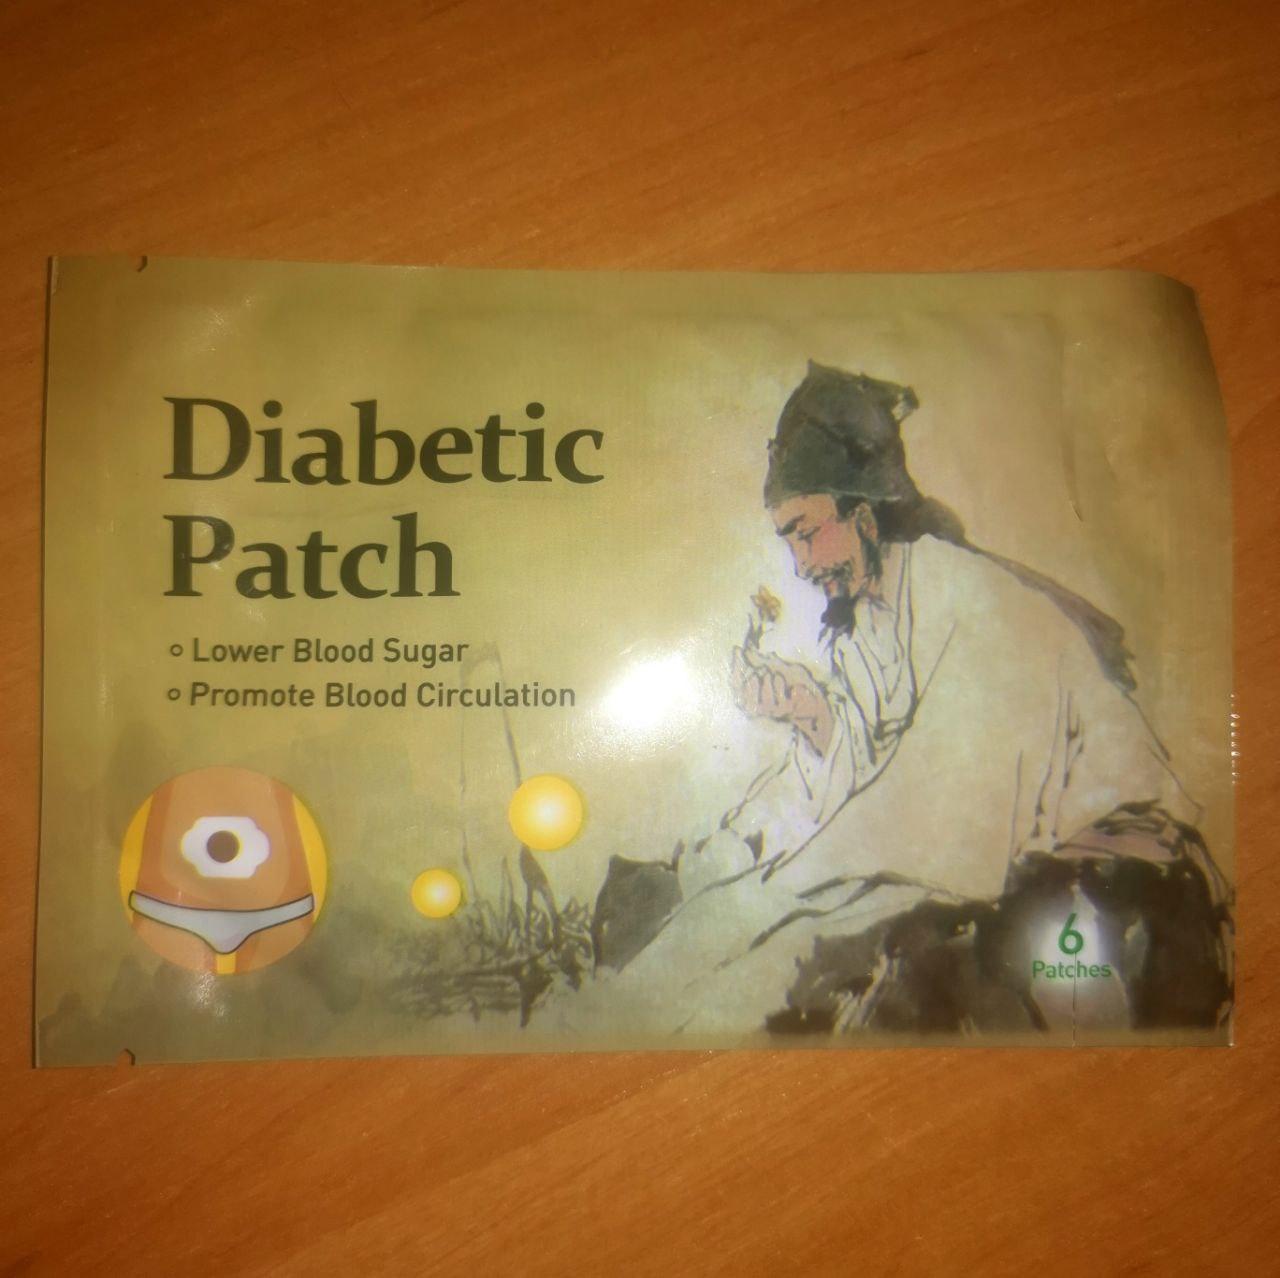 Diabetic
Patch
Lower Blood Sugar
Promote Blood Circulation
6
Patches